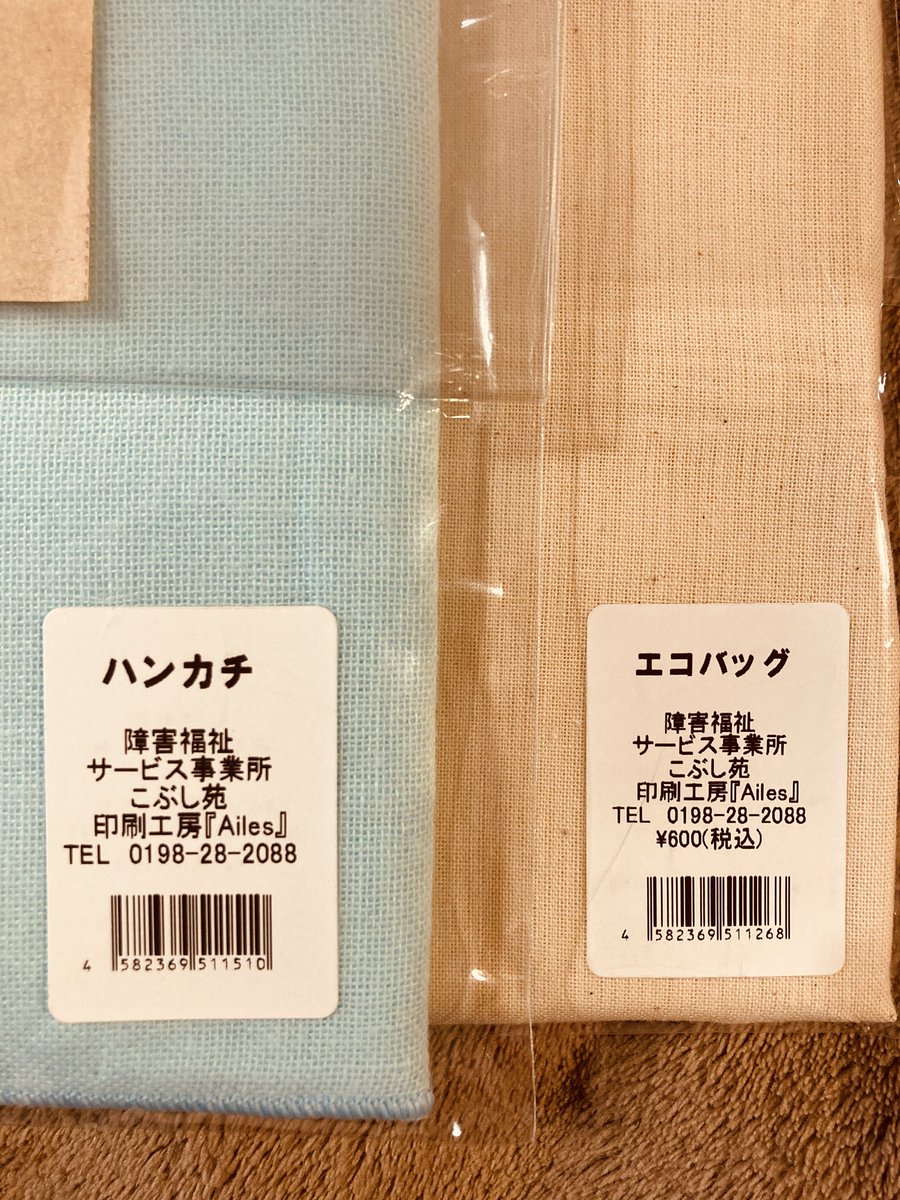 ハンカチ
障害福祉
サービス事業所
こぶし苑
印刷工房『Ailes』
TEL 0198-28-2088
4 582369 511510
エコバッグ
障害福祉
サービス事業所
こぶし苑
印刷工房『Ailes』
TEL 0198-28-2088
¥600(税込)
4 582369 511268